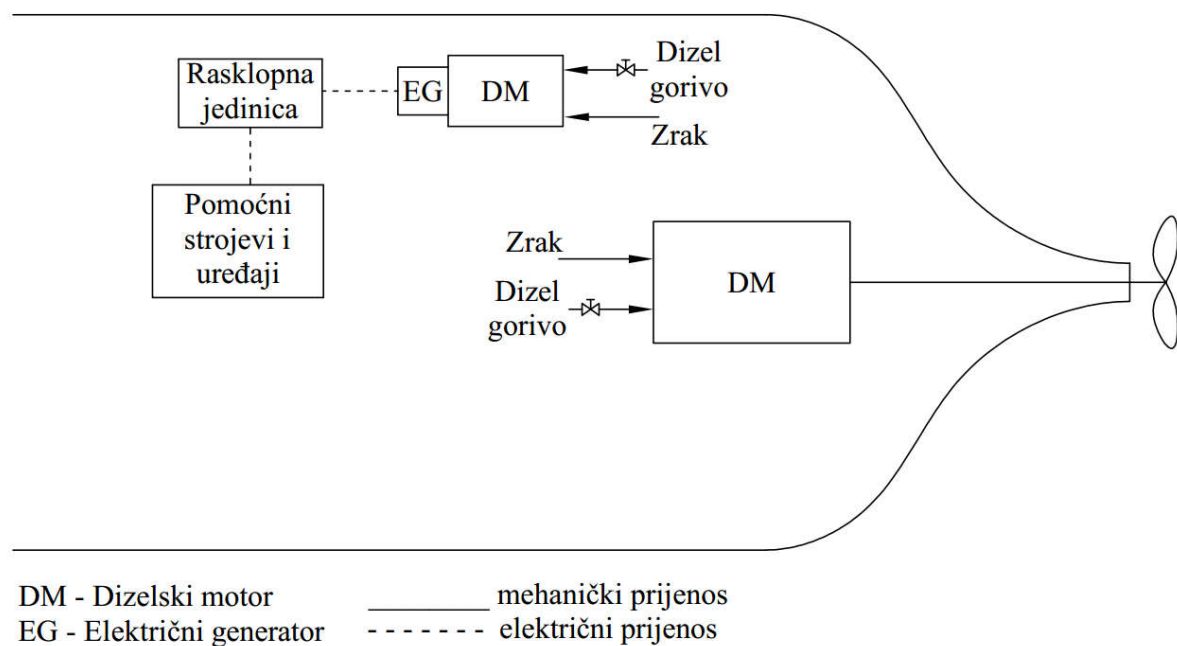 Rasklopna
jedinica
EG
DM
Dizel
gorivo
Zrak
Pomoćni
strojevi i
uređaji
Zrak
Dizel
gorivo
DM
DM - Dizelski motor
mehanički prijenos
EG - Električni generator
električni prijenos